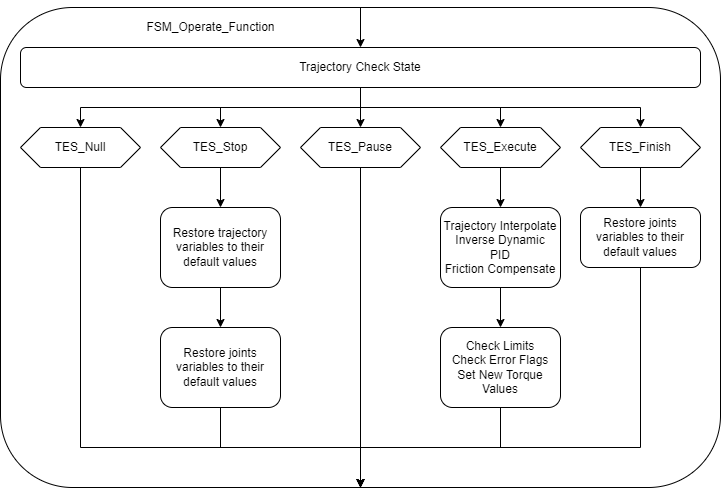 FSM_Operate_Function
Trajectory Check State
TES_Null
TES_Stop
TES_Pause
TES_Execute
TES_Finish
Restore trajectory
variables to their
default values
Trajectory Interpolate
Inverse Dynamic
PID
Friction Compensate
Restore joints
variables to their
default values
Restore joints
variables to their
default values
Check Limits
Check Error Flags
Set New Torque
Values